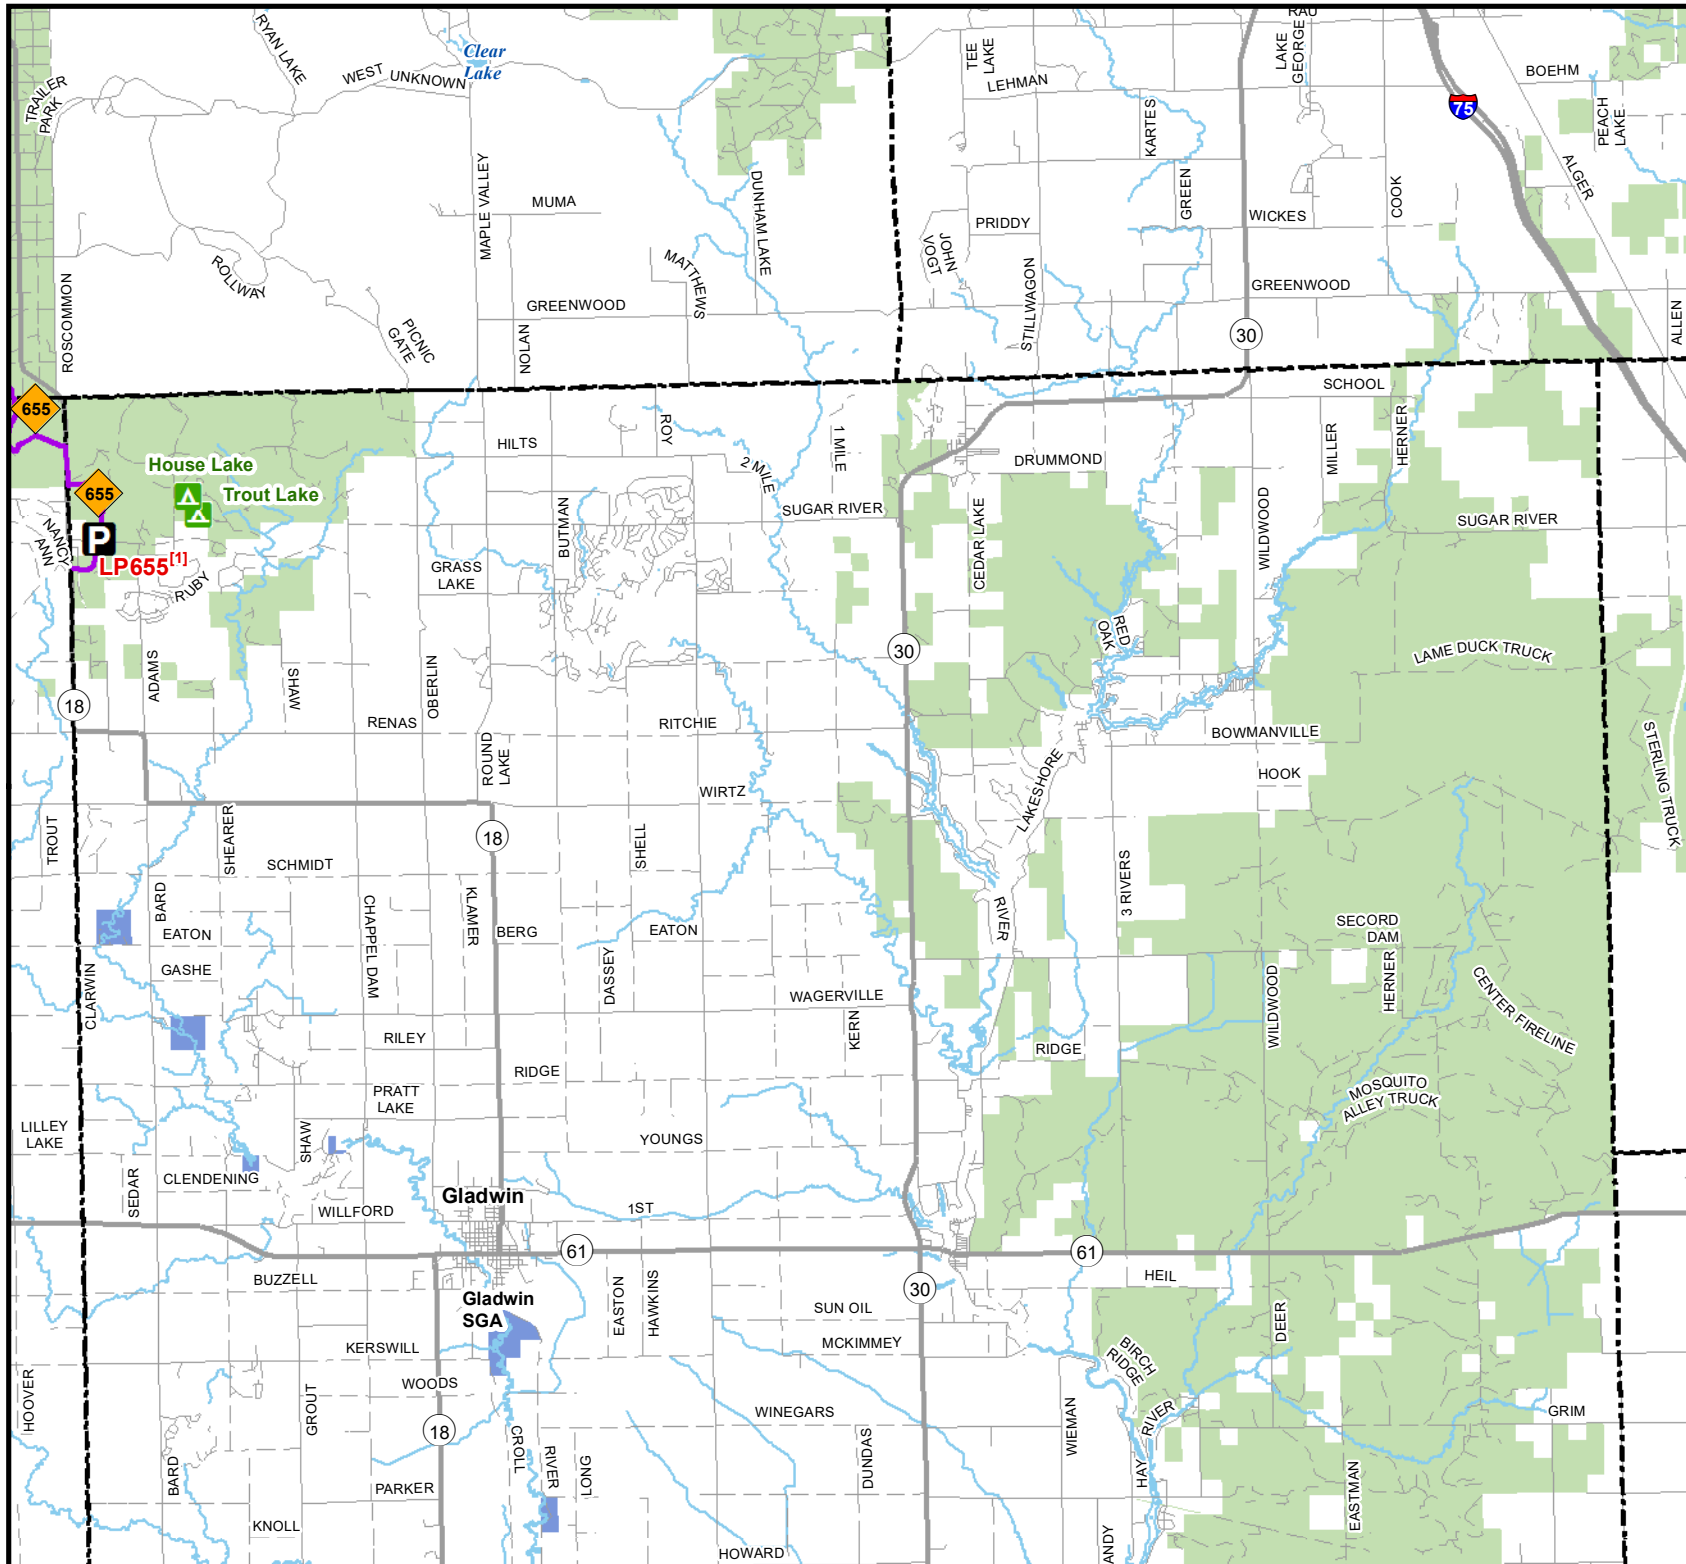 RAU
RYAN LAKE
Clear
Lake
TEE
LAKE
LAKE
GEORGE
WEST
UNKNOWN
LEHMAN
BOEHM
TRAILER
PARK
75
KARTES
PEACH
LAKE
ALGER
MAPLE VALLEY
MUMA
DUNHAM LAKE
GREEN
COOK
PRIDDY
WICKES
JOHN
VOGT
ROLLWAY
MATTHEWS
STILLWAGON
GREENWOOD
GREENWOOD
ROSCOMMON
PICNIC
GATE
NOLAN
30
ALLEN
SCHOOL
655
HILTS
ROY
1 MILE
MILLER
HERNER
House Lake
2 MILE
DRUMMOND
655
Trout Lake
SUGAR RIVER
SUGAR RIVER
NANCY
ANN
P
BUTMAN
CEDAR LAKE
WILDWOOD
LP655[1]
GRASS
LAKE
RUBY
RED
OAK
30
LAME DUCK TRUCK
ADAMS
SHAW
OBERLIN
18
RENAS
RITCHIE
BOWMANVILLE
STERLING TRUCK
ROUND
LAKE
HOOK
WIRTZ
LAKESHORE
TROUT
SHEARER
18
SHELL
SCHMIDT
3 RIVERS
BARD
CHAPPEL DAM
KLAMER
RIVER
EATON
BERG
EATON
SECORD
DAM
GASHE
DASSEY
CLARWIN
WAGERVILLE
WILDWOOD
HERNER
CENTER FIRELINE
KERN
RILEY
RIDGE
RIDGE
PRATT
LAKE
MOSQUITO
ALLEY TRUCK
LILLEY
LAKE
SHAW
YOUNGS
SEDAR
CLENDENING
Gladwin
WILLFORD
1ST
61
61
BUZZELL
HEIL
30
Gladwin
SGA
EASTON
HAWKINS
SUN OIL
DEER
KERSWILL
MCKIMMEY
BIRCH
RIDGE
HOOVER
WOODS
GROUT
WINEGARS
WIEMAN
RIVER
GRIM
18
CROLL
RIVER
LONG
DUNDAS
HAY
BARD
PARKER
EASTMAN
KNOLL
HOWARD
ANDY